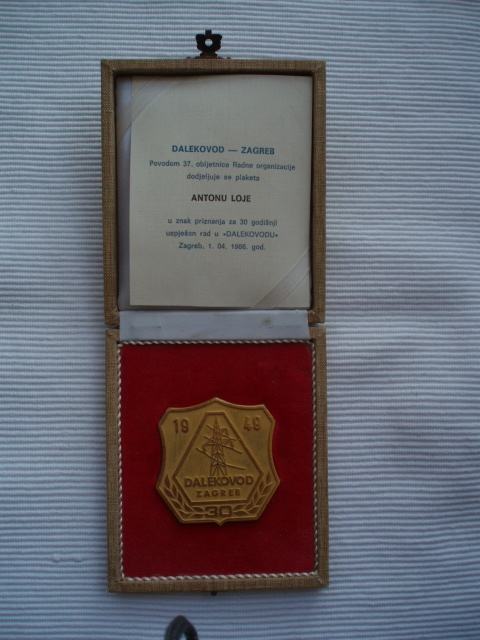 DALEKOVOD — ZAGREB
Povodom 37. obljetnice Radne organizacije
dodjeljuje se plaketa
ANTONU LOJE
u znak priznanja za 30 godišnji
uspješan rad u »DALEKOVODU«
Zagreb, 1. 04. 1986. god.
19 49
DALEKOVOD
ZAGREB
30